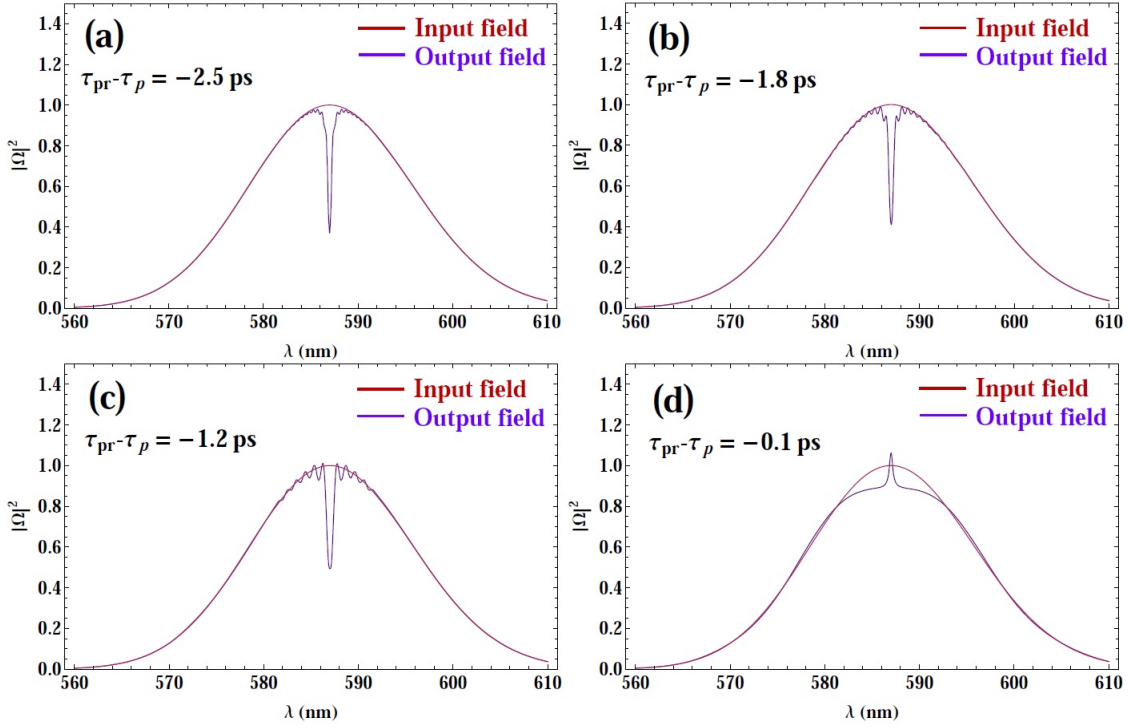 (a)
Input field
Output field
τpr-τp = −2.5 ps
|Ω|²
1.4
1.2
1.0
0.8
0.6
0.4
0.2
0.0
560 570 580 590 600 610
λ (nm)
(b)
Input field
Output field
τpr-τp = −1.8 ps
|Ω|²
1.4
1.2
1.0
0.8
0.6
0.4
0.2
0.0
560 570 580 590 600 610
λ (nm)
(c)
Input field
Output field
τpr-τp = −1.2 ps
|Ω|²
1.4
1.2
1.0
0.8
0.6
0.4
0.2
0.0
560 570 580 590 600 610
λ (nm)
(d)
Input field
Output field
τpr-τp = −0.1 ps
|Ω|²
1.4
1.2
1.0
0.8
0.6
0.4
0.2
0.0
560 570 580 590 600 610
λ (nm)